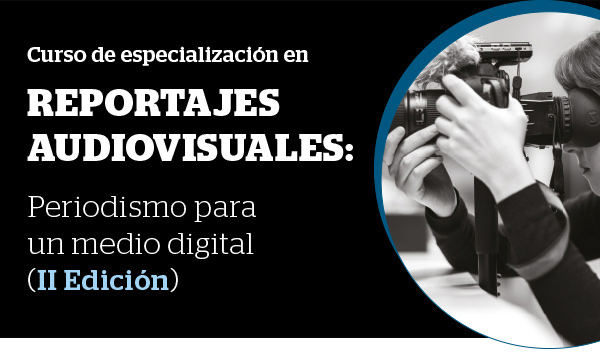 Curso de especialización en
REPORTAJES
AUDIOVISUALES:
Periodismo para
un medio digital
(II Edición)